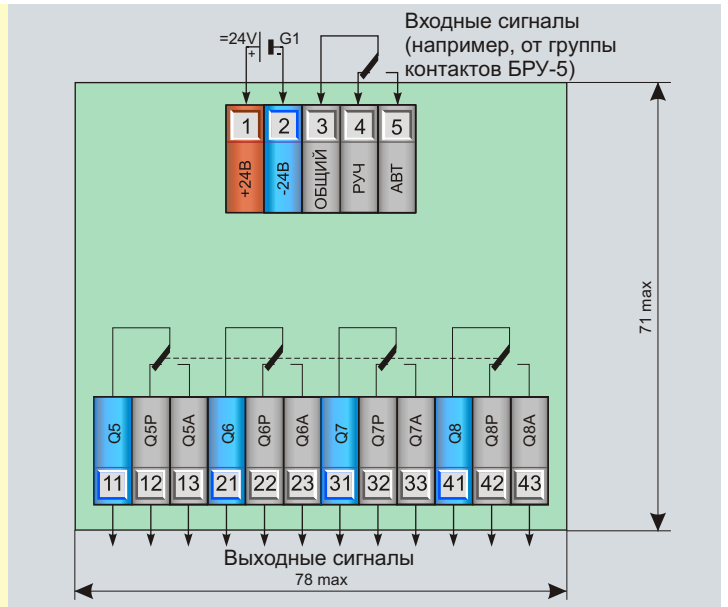 Входные сигналы
(например, от группы
контактов БРУ-5)
=24V
+
-
G1
1 2 3 4 5
+24В -24В ОБЩИЙ РУЧ АВТ
71 max
Q5 Q5P Q5A Q6 Q6P Q6A Q7 Q7P Q7A Q8 Q8P Q8A
11 12 13 21 22 23 31 32 33 41 42 43
Выходные сигналы
78 max